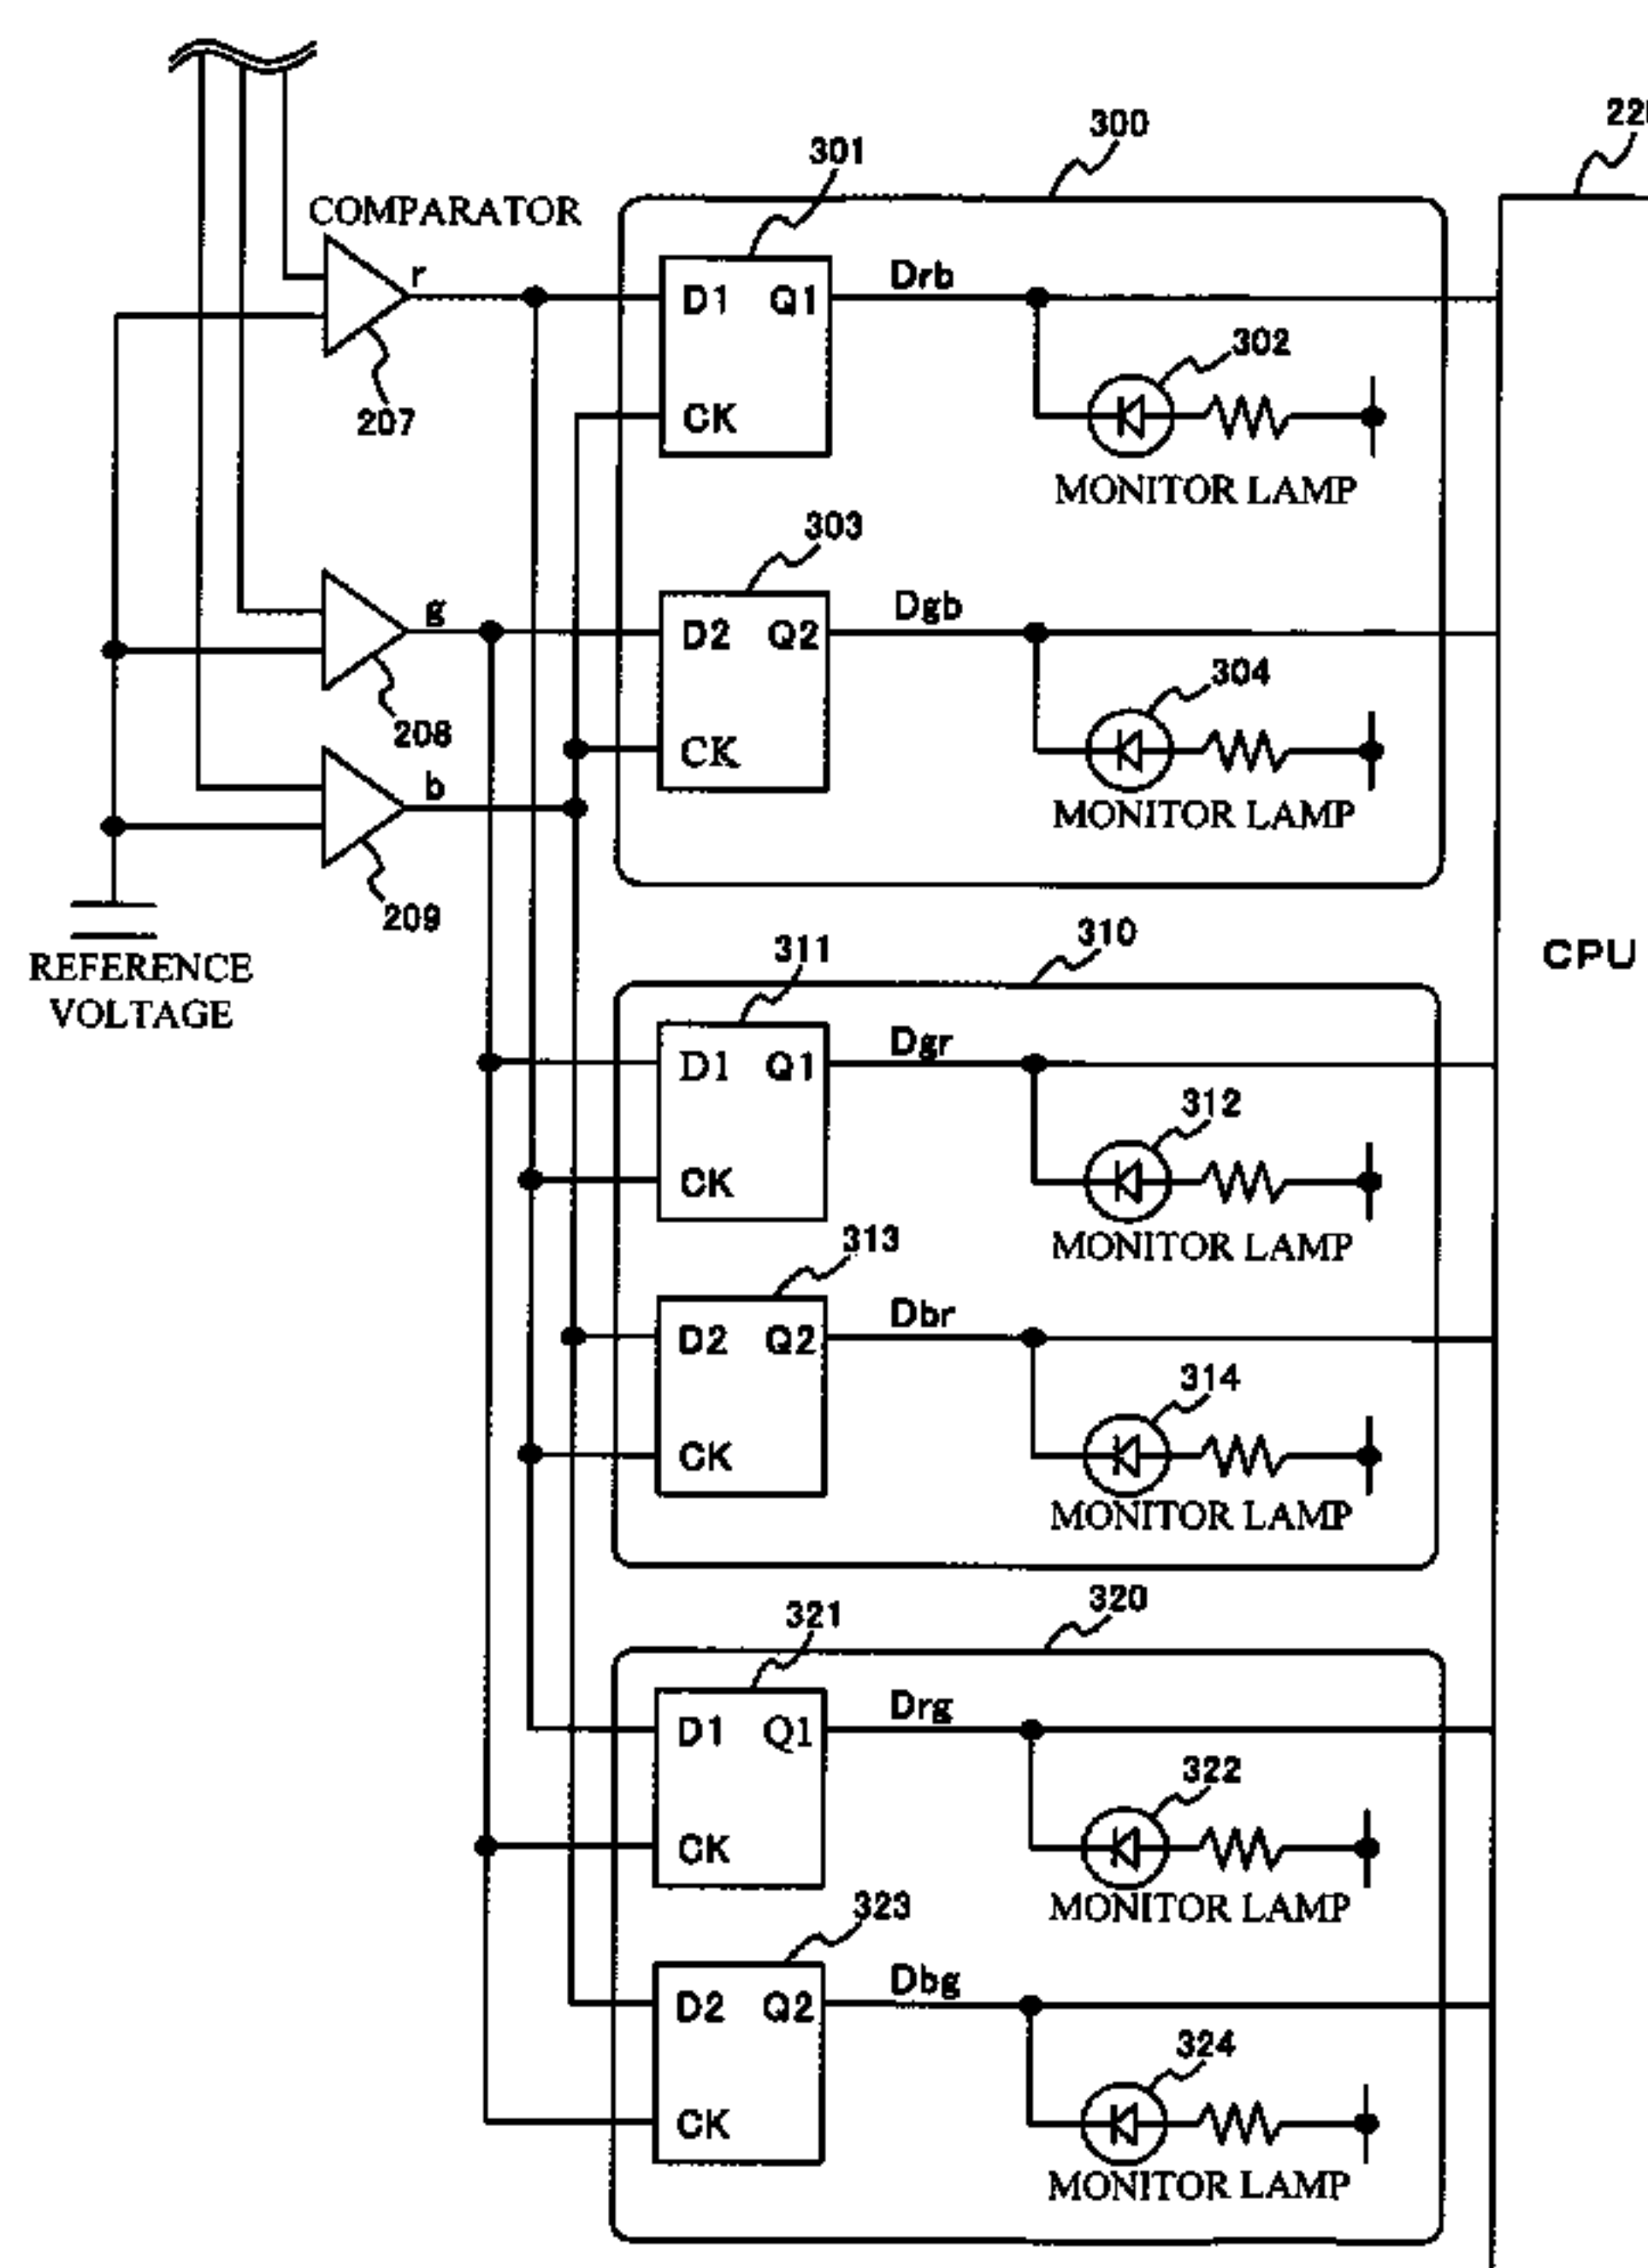 300
220
301
COMPARATOR
r
D1 Q1
Drb
302
207
CK
MONITOR LAMP
303
g
D2 Q2
Dgb
304
208
CK
b
MONITOR LAMP
209
REFERENCE
VOLTAGE
310
311
CPU
D1 Q1
Dgr
312
CK
MONITOR LAMP
313
D2 Q2
Dbr
314
CK
MONITOR LAMP
320
321
D1 Q1
Drg
322
CK
MONITOR LAMP
323
D2 Q2
Dbg
324
CK
MONITOR LAMP